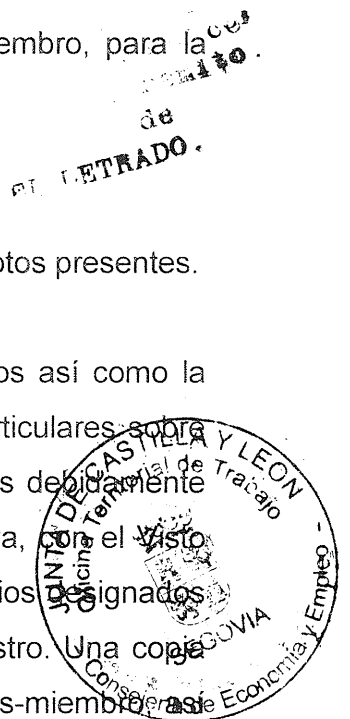 embro, para la
de
EL LETRADO.
otos presentes.
os así como la
rticulares sobre
s debidamente
a, con el Visto
ios designados
stro. Una copia
s-miembro, así
JUNTA DE CASTILLA Y LEON
Oficina Territorial de Trabajo
SEGOVIA
Consejería de Economía y Empleo -